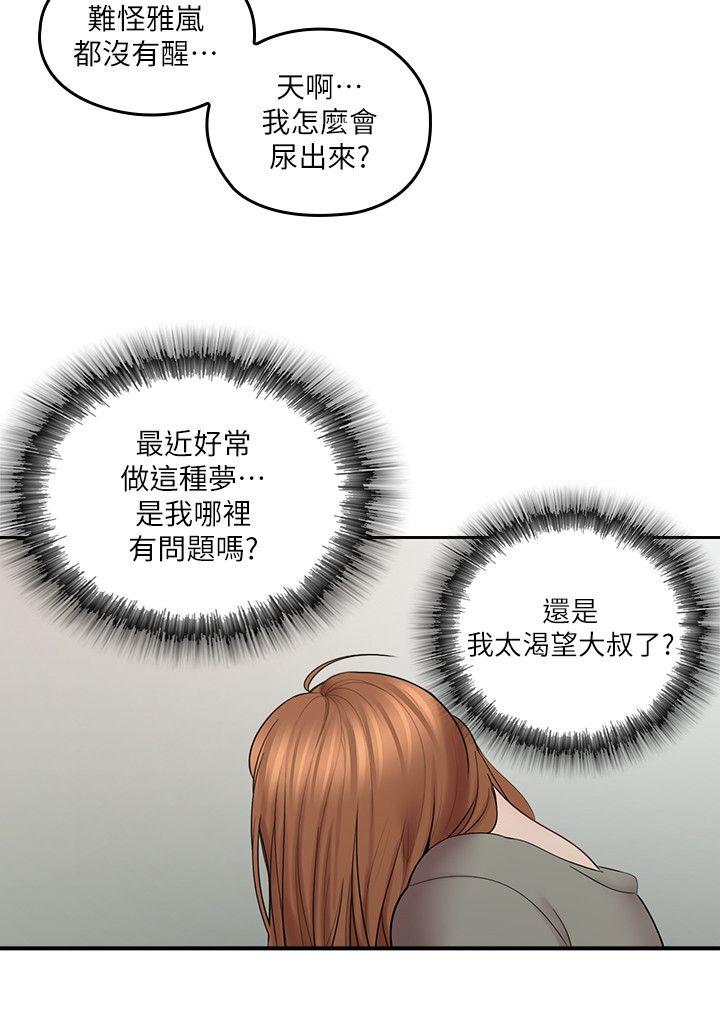 難怪雅嵐
都沒有醒…
天啊…
我怎麼會
尿出來?
最近好常
做這種夢…
是我哪裡
有問題嗎?
還是
我太渴望大叔了?